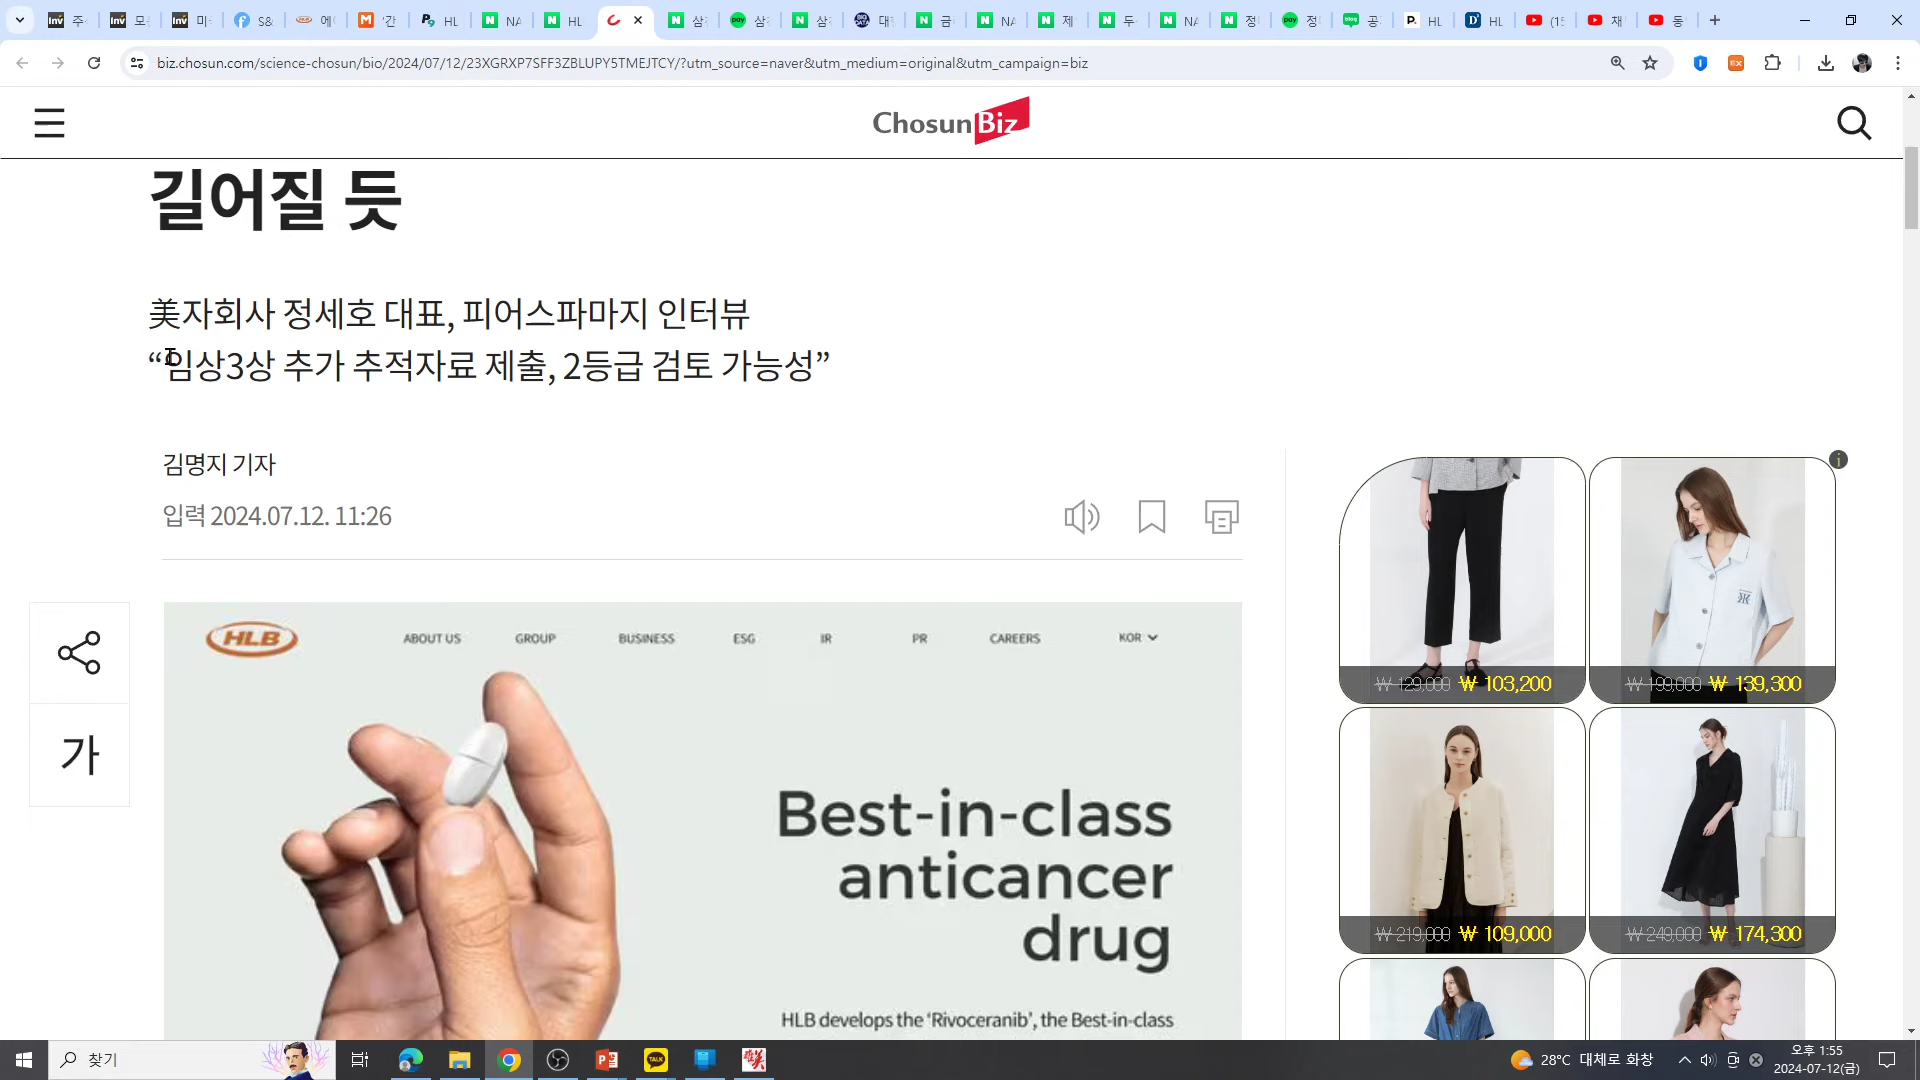 biz.chosun.com/science-chosun/bio/2024/07/12/23XGRXP7SFF3ZBLUPY5TMEJTCY/?utm_source=naver&utm_medium=original&utm_campaign=biz
ChosunBiz
길어질 듯
美자회사 정세호 대표, 피어스파마지 인터뷰
“임상3상 추가 추적자료 제출, 2등급 검토 가능성”
김명지 기자
입력 2024.07.12. 11:26
가
HLB ABOUT US GROUP BUSINESS ESG IR PR CAREERS KOR
Best-in-class
anticancer
drug
HLB develops the ‘Rivoceranib’, the Best-in-class
₩ 129,000 ₩ 103,200
₩ 199,000 ₩ 139,300
₩ 219,000 ₩ 109,000
₩ 249,000 ₩ 174,300
찾기
28°C 대체로 화창
오후 1:55
2024-07-12(금)